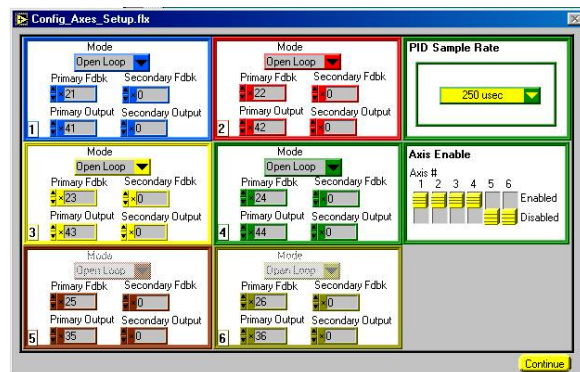 Config_Axes_Setup.flx
Mode
Open Loop
Primary Fdbk Secondary Fdbk
×21 ×0
Primary Output Secondary Output
×41 ×0
1
Mode
Open Loop
Primary Fdbk Secondary Fdbk
×22 ×0
Primary Output Secondary Output
×42 ×0
2
PID Sample Rate
250 usec
Mode
Open Loop
Primary Fdbk Secondary Fdbk
×23 ×0
Primary Output Secondary Output
×43 ×0
3
Mode
Open Loop
Primary Fdbk Secondary Fdbk
×24 ×0
Primary Output Secondary Output
×44 ×0
4
Axis Enable
Axis #
1 2 3 4 5 6
Enabled
Disabled
Mode
Open Loop
Primary Fdbk Secondary Fdbk
×25 ×0
Primary Output Secondary Output
×35 ×0
5
Mode
Open Loop
Primary Fdbk Secondary Fdbk
×26 ×0
Primary Output Secondary Output
×36 ×0
6
Continue